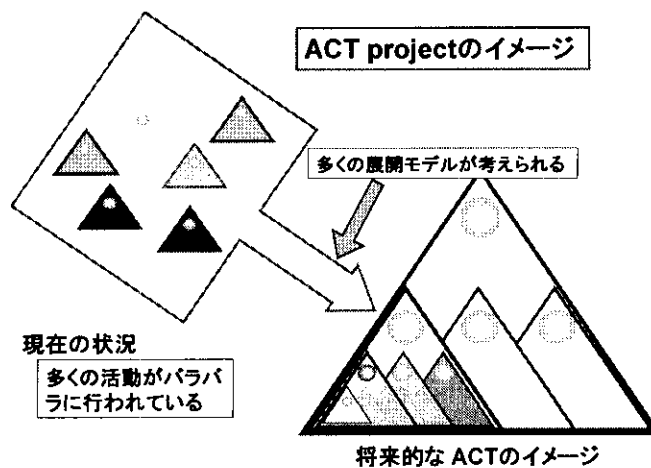 ACT projectのイメージ
多くの展開モデルが考えられる
現在の状況
多くの活動がバラバ
ラに行われている
将来的な ACTのイメージ